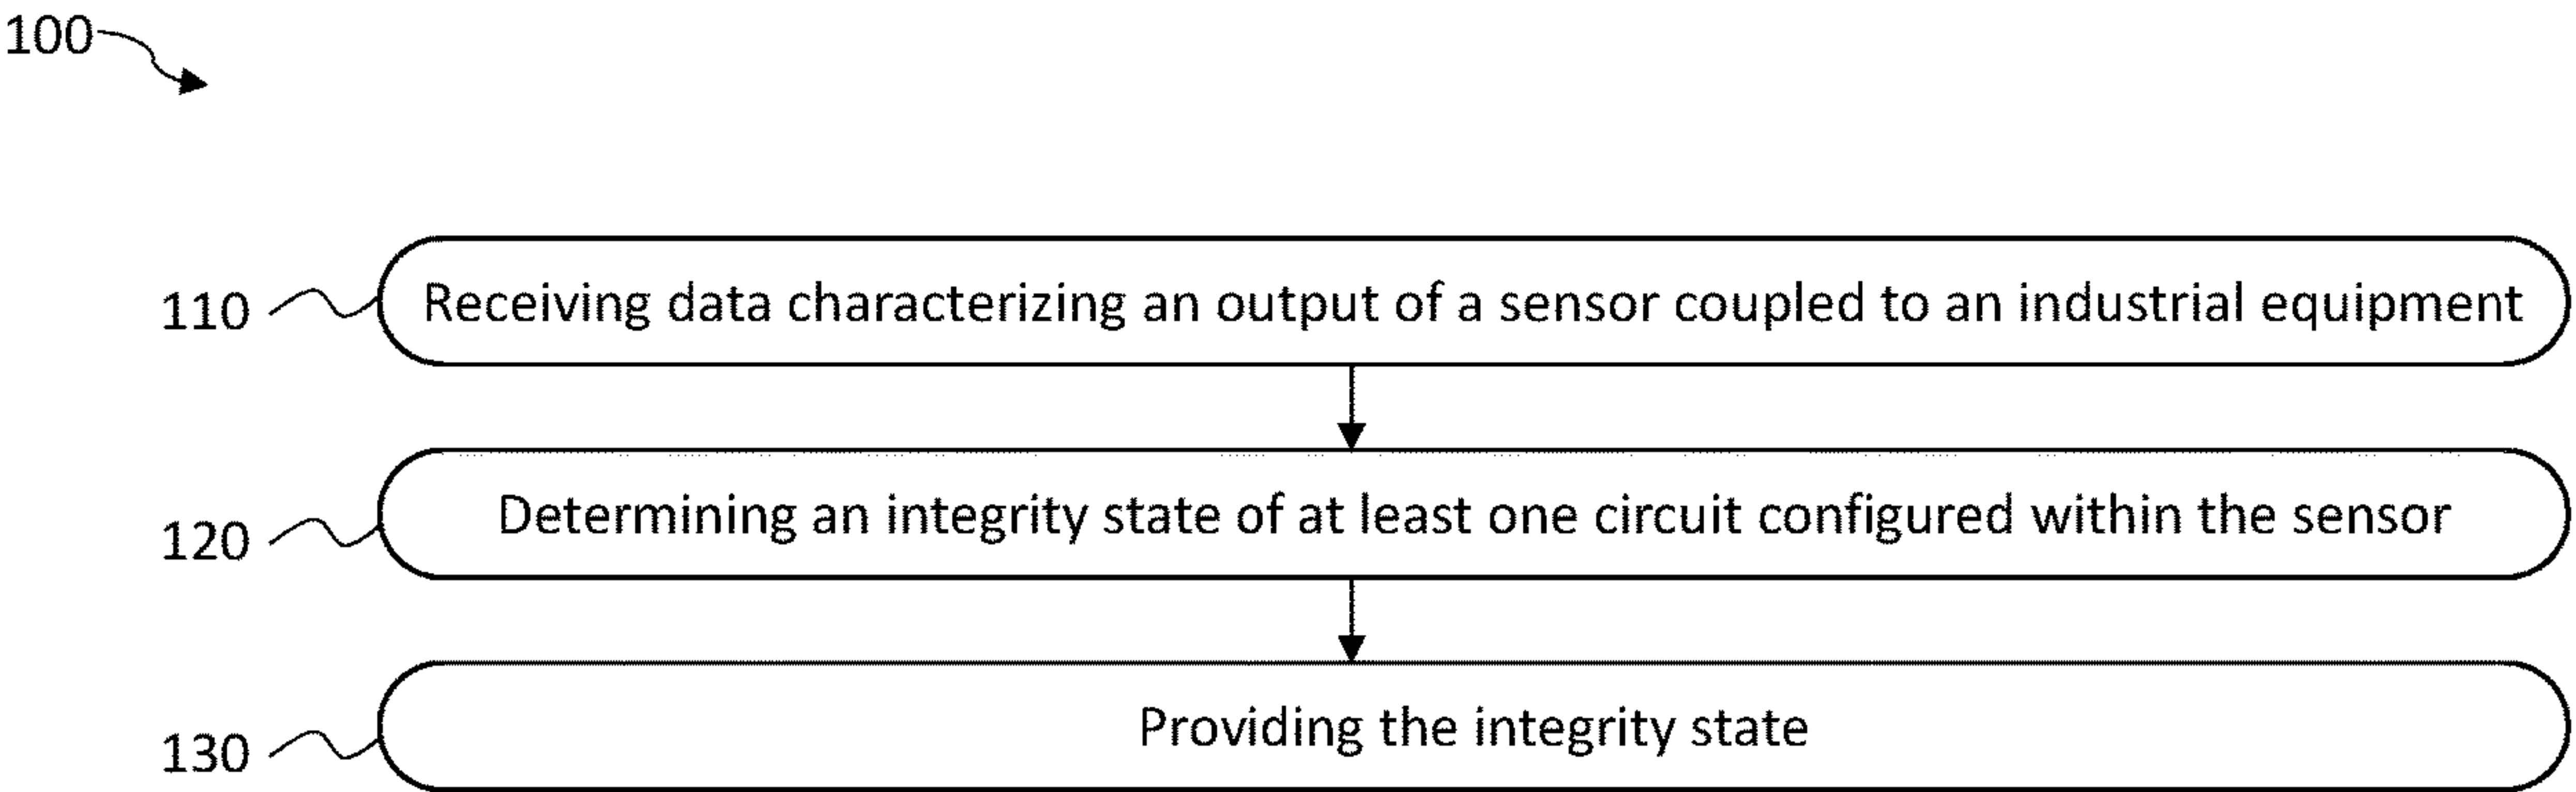 100
110 Receiving data characterizing an output of a sensor coupled to an industrial equipment
120 Determining an integrity state of at least one circuit configured within the sensor
130 Providing the integrity state